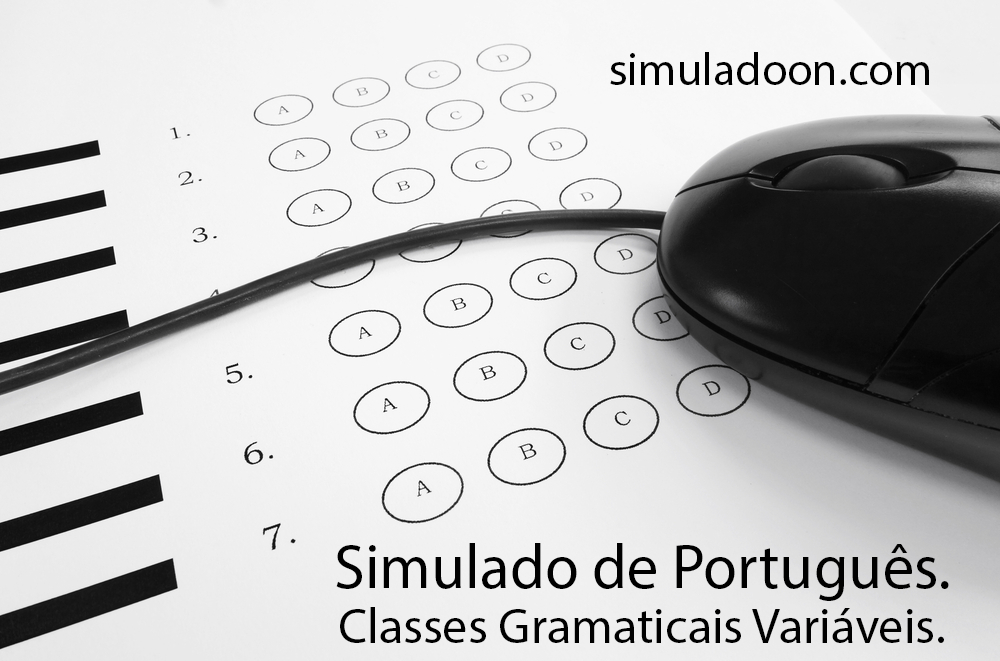 simuladoon.com
1. A B C D
2. A B C D
3. A B C D
D
5. A B C D
6. A B C D
7. A B C D
Simulado de Português.
Classes Gramaticais Variáveis.